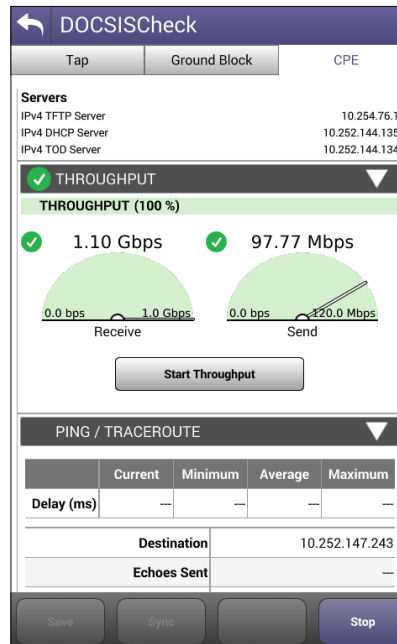 DOCSISCheck
Tap Ground Block CPE
Servers
IPv4 TFTP Server 10.254.76.1
IPv4 DHCP Server 10.252.144.135
IPv4 TOD Server 10.252.144.134
THROUGHPUT
THROUGHPUT (100 %)
1.10 Gbps 97.77 Mbps
0.0 bps 1.0 Gbps 0.0 bps 120.0 Mbps
Receive Send
Start Throughput
PING / TRACEROUTE
Current Minimum Average Maximum
Delay (ms) --- --- --- ---
Destination 10.252.147.243
Echoes Sent ---
Save Sync Stop